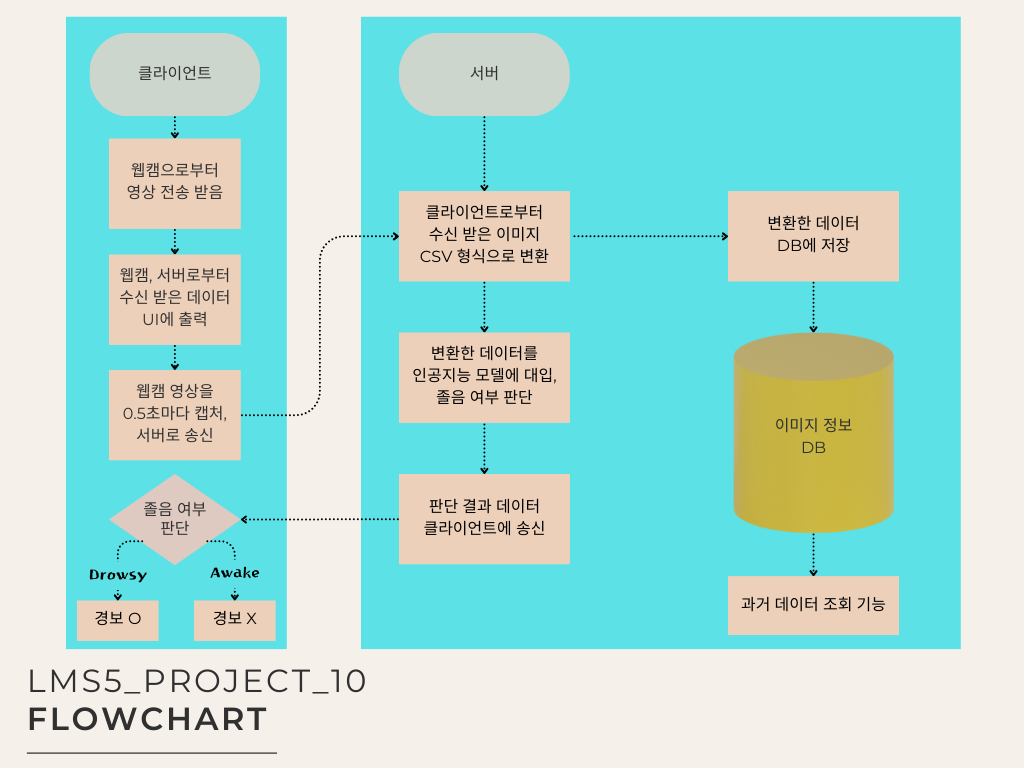 클라이언트
웹캠으로부터
영상 전송 받음
웹캠, 서버로부터
수신 받은 데이터
UI에 출력
웹캠 영상을
0.5초마다 캡처,
서버로 송신
졸음 여부
판단
Drowsy
Awake
경보 O
경보 X
서버
클라이언트로부터
수신 받은 이미지
CSV 형식으로 변환
변환한 데이터를
인공지능 모델에 대입,
졸음 여부 판단
판단 결과 데이터
클라이언트에 송신
변환한 데이터
DB에 저장
이미지 정보
DB
과거 데이터 조회 기능
LMS5_PROJECT_10
FLOWCHART